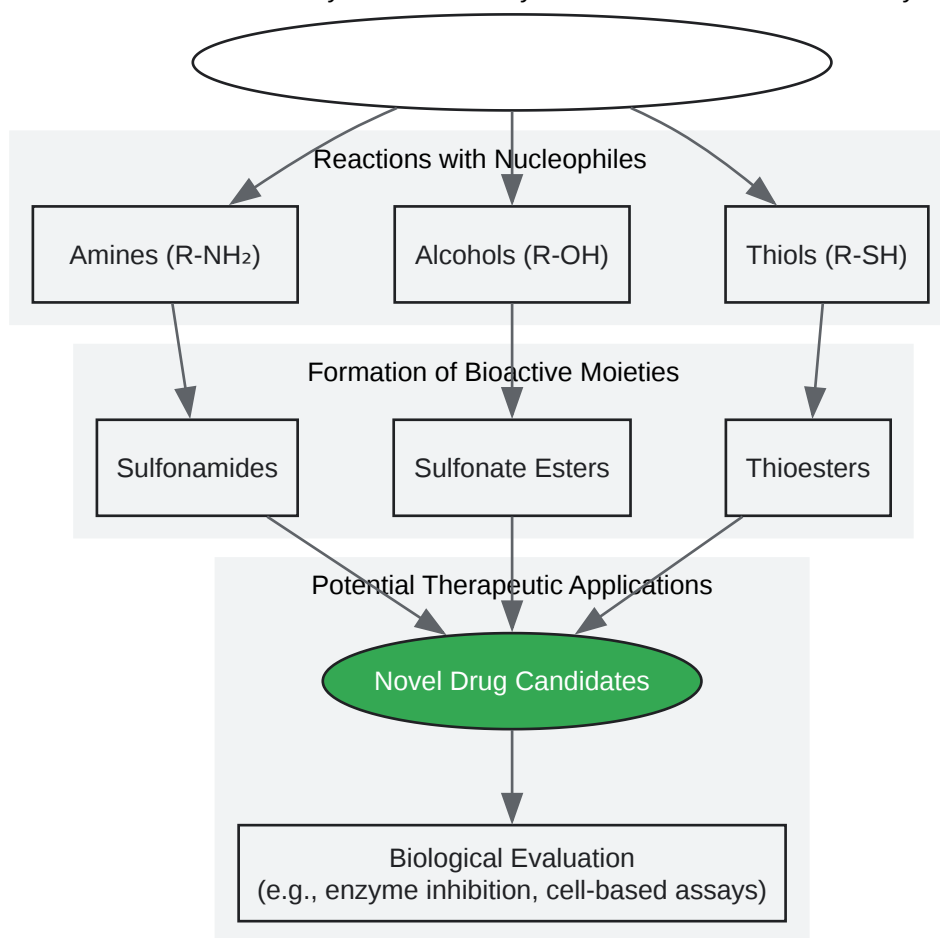 Reactions with Nucleophiles
Amines (R-NH₂)
Alcohols (R-OH)
Thiols (R-SH)
Formation of Bioactive Moieties
Sulfonamides
Sulfonate Esters
Thioesters
Potential Therapeutic Applications
Novel Drug Candidates
Biological Evaluation
(e.g., enzyme inhibition, cell-based assays)